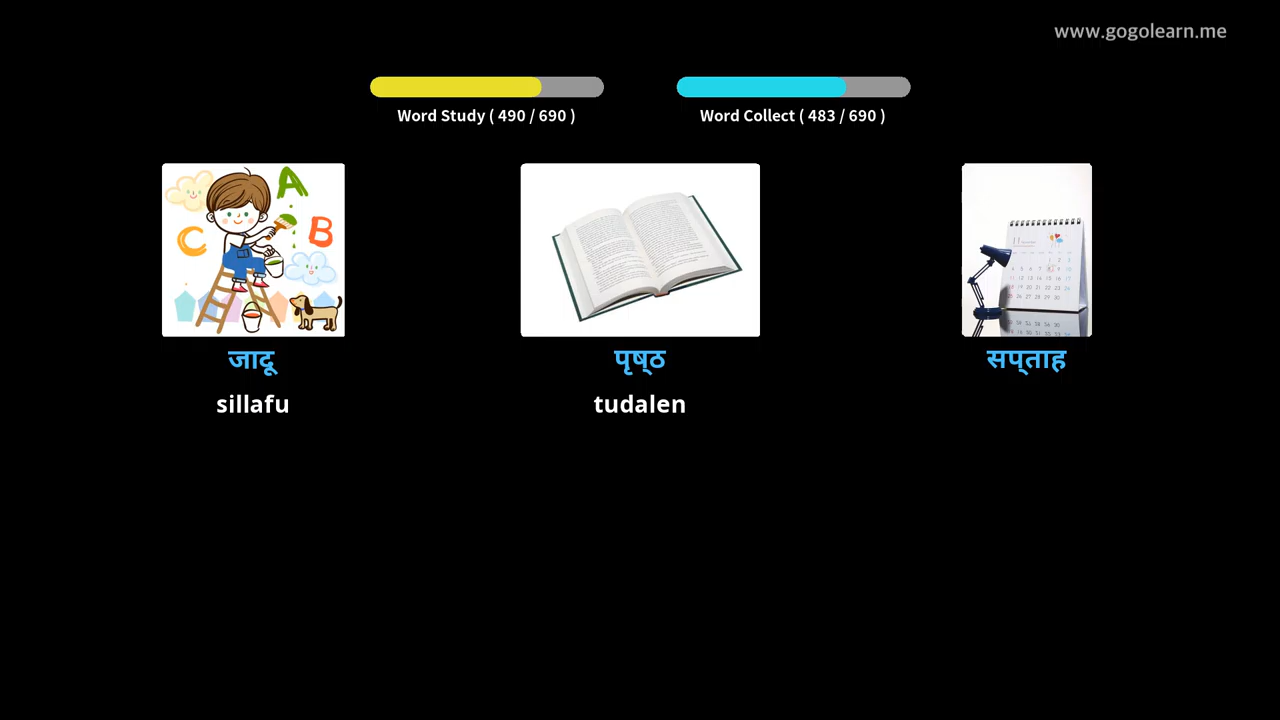 www.gogolearn.me
Word Study ( 490 / 690 )
Word Collect ( 483 / 690 )
A
B
C
जादू
पृष्ठ
सप्ताह
sillafu
tudalen